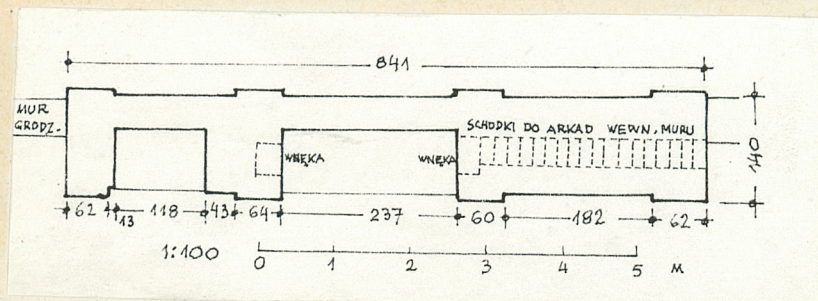 841
MUR
GRODZ.
SCHODKI DO ARKAD WEWN. MURU
WNĘKA
WNĘKA
140
62
13
118
43
64
237
60
182
62
1:100
0 1 2 3 4 5 M